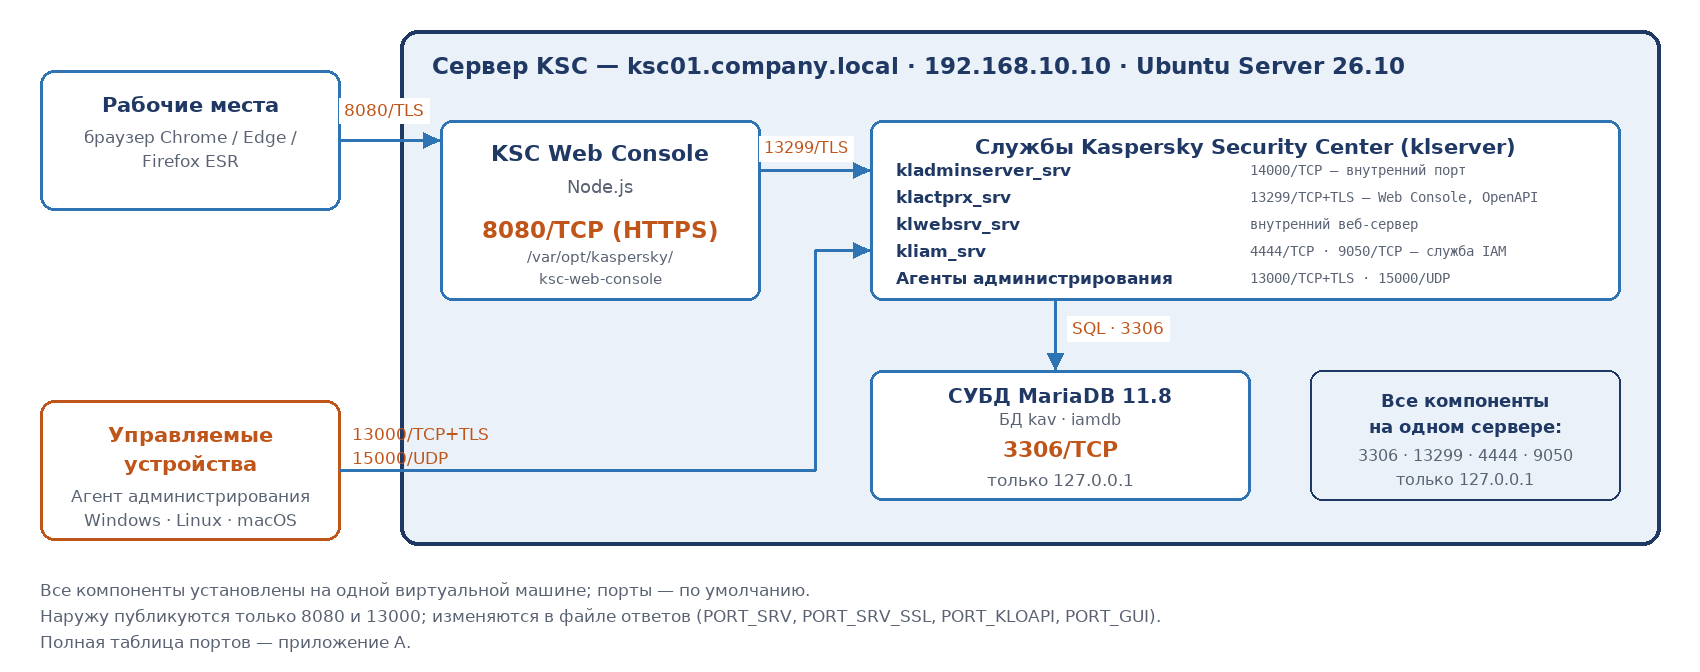 Сервер KSC — ksc01.company.local · 192.168.10.10 · Ubuntu Server 26.10
Рабочие места
браузер Chrome / Edge /
Firefox ESR
8080/TLS
KSC Web Console
Node.js
8080/TCP (HTTPS)
/var/opt/kaspersky/
ksc-web-console
13299/TLS
Службы Kaspersky Security Center (klserver)
kladminserver_srv 14000/TCP — внутренний порт
klactprx_srv 13299/TCP+TLS — Web Console, OpenAPI
klwebsrv_srv внутренний веб-сервер
kliam_srv 4444/TCP · 9050/TCP — служба IAM
Агенты администрирования 13000/TCP+TLS · 15000/UDP
SQL · 3306
Управляемые
устройства
Агент администрирования
Windows · Linux · macOS
13000/TCP+TLS
15000/UDP
СУБД MariaDB 11.8
БД kav · iamdb
3306/TCP
только 127.0.0.1
Все компоненты
на одном сервере:
3306 · 13299 · 4444 · 9050
только 127.0.0.1
Все компоненты установлены на одной виртуальной машине; порты — по умолчанию.
Наружу публикуются только 8080 и 13000; изменяются в файле ответов (PORT_SRV, PORT_SRV_SSL, PORT_KLOAPI, PORT_GUI).
Полная таблица портов — приложение А.